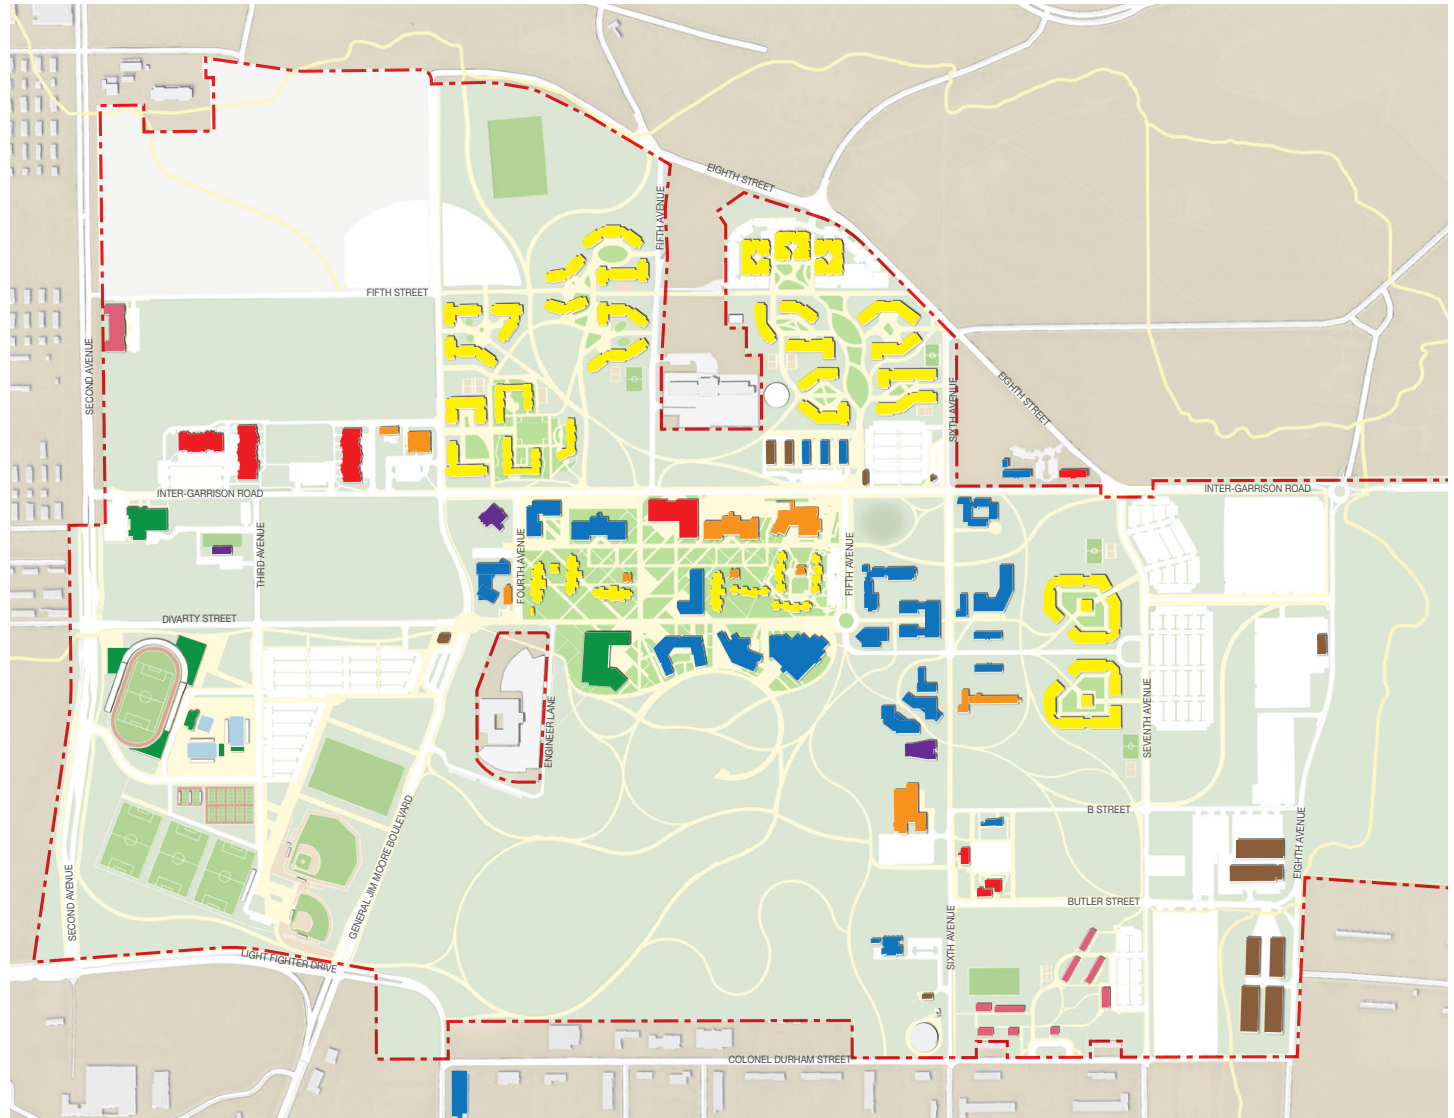 EIGHTH STREET
FIFTH AVENUE
FIFTH STREET
SECOND AVENUE
EIGHTH STREET
SIXTH AVENUE
INTER-GARRISON ROAD
INTER-GARRISON ROAD
THIRD AVENUE
FOURTH AVENUE
FIFTH AVENUE
DIVARTY STREET
ENGINEER LANE
SEVENTH AVENUE
B STREET
GENERAL JIM MOORE BOULEVARD
EIGHTH AVENUE
SECOND AVENUE
BUTLER STREET
SIXTH AVENUE
LIGHT FIGHTER DRIVE
COLONEL DURHAM STREET